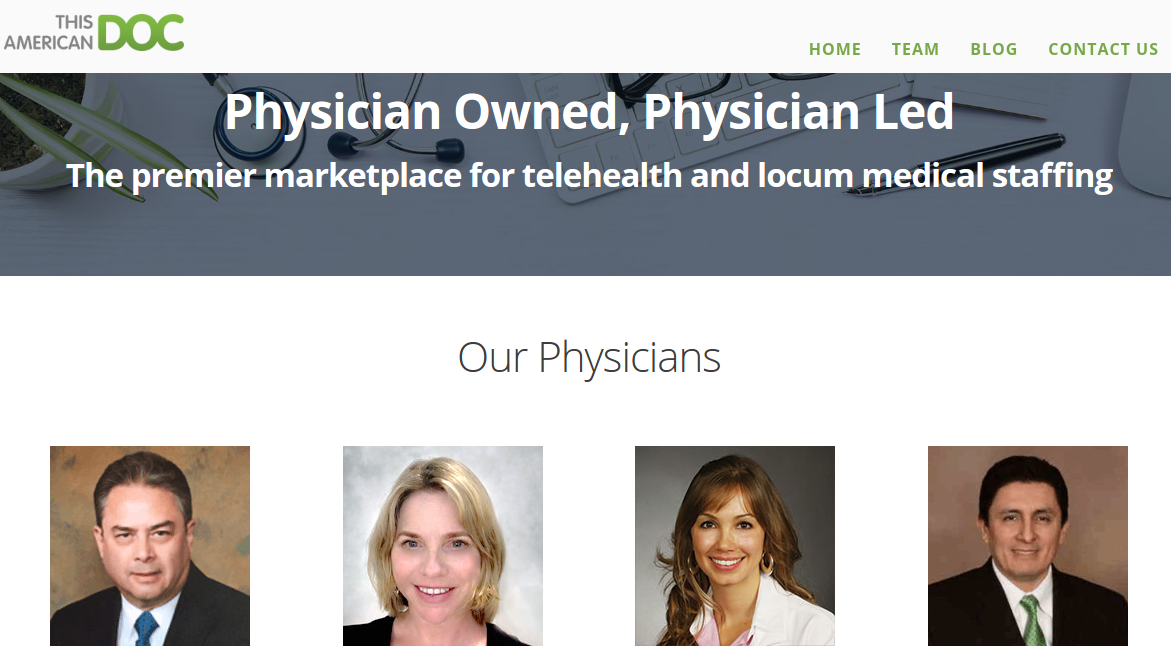 THIS
AMERICAN DOC
HOME TEAM BLOG CONTACT US
Physician Owned, Physician Led
The premier marketplace for telehealth and locum medical staffing
Our Physicians